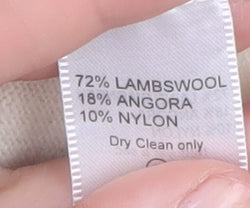 72% LAMBSWOOL
18% ANGORA
10% NYLON
Dry Clean only